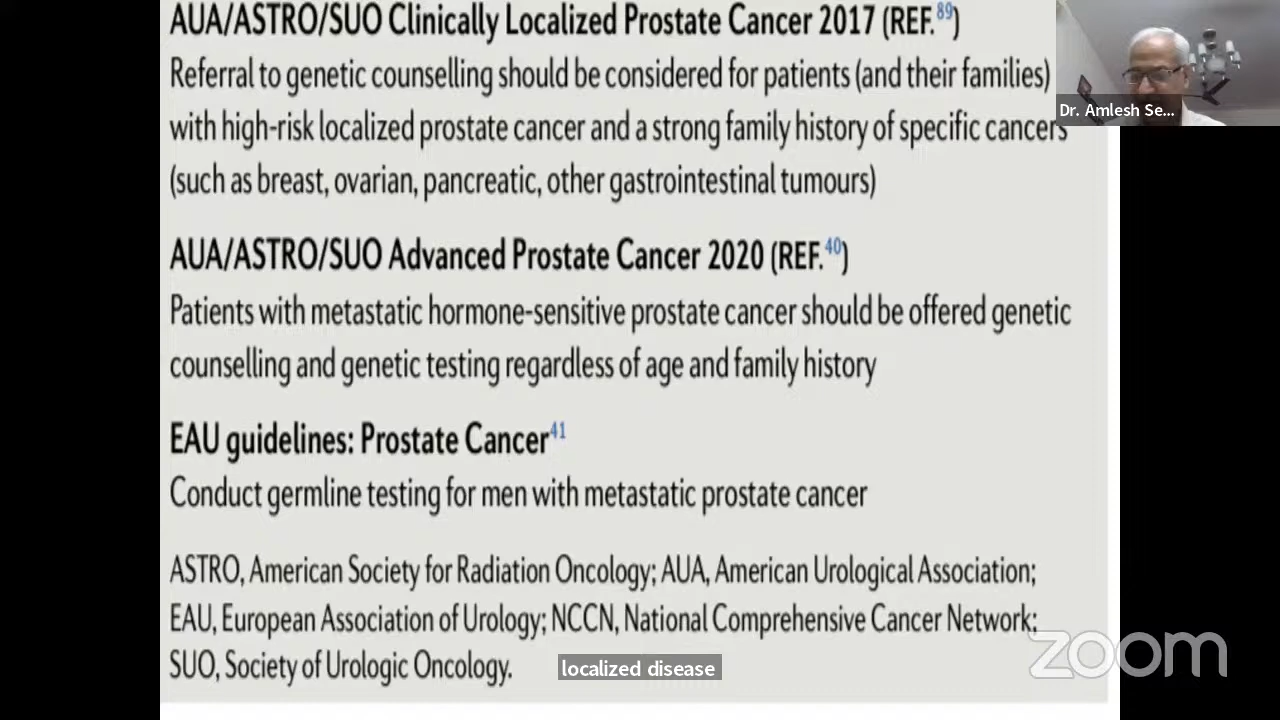 AUA/ASTRO/SUO Clinically Localized Prostate Cancer 2017 (REF.89)
Referral to genetic counselling should be considered for patients (and their families)
with high-risk localized prostate cancer and a strong family history of specific cancers
(such as breast, ovarian, pancreatic, other gastrointestinal tumours)
AUA/ASTRO/SUO Advanced Prostate Cancer 2020 (REF.40)
Patients with metastatic hormone-sensitive prostate cancer should be offered genetic
counselling and genetic testing regardless of age and family history
EAU guidelines: Prostate Cancer41
Conduct germline testing for men with metastatic prostate cancer
ASTRO, American Society for Radiation Oncology; AUA, American Urological Association;
EAU, European Association of Urology; NCCN, National Comprehensive Cancer Network;
SUO, Society of Urologic Oncology.
localized disease
Dr. Amlesh Se...
zoom